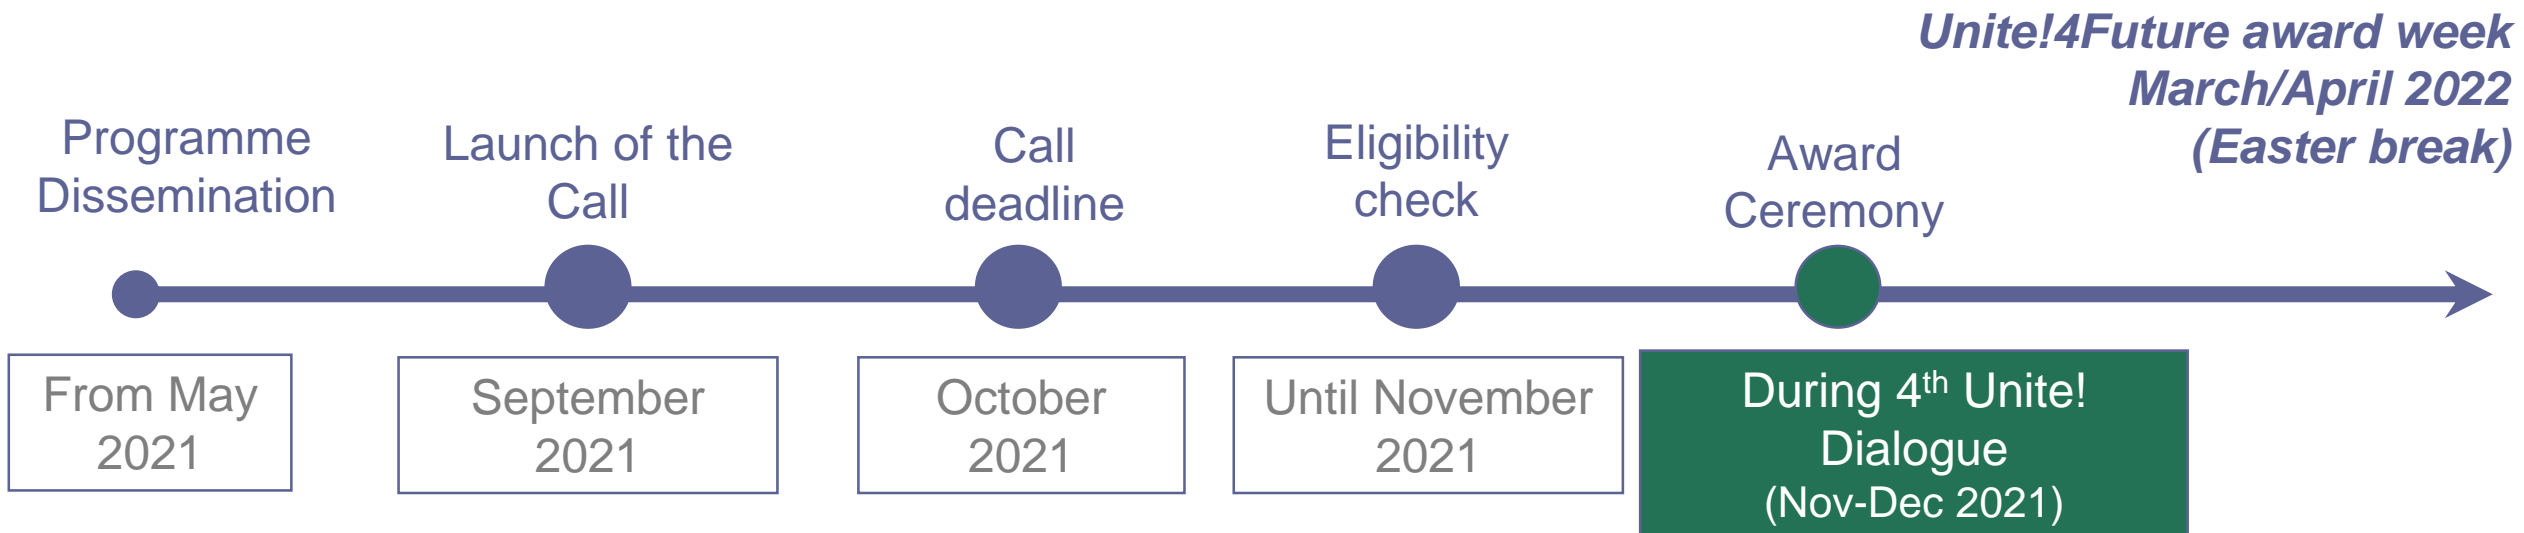 Unite!4Future award week
March/April 2022
(Easter break)
Programme
Dissemination
Launch of the
Call
Call
deadline
Eligibility
check
Award
Ceremony
From May
2021
September
2021
October
2021
Until November
2021
During 4th Unite!
Dialogue
(Nov-Dec 2021)